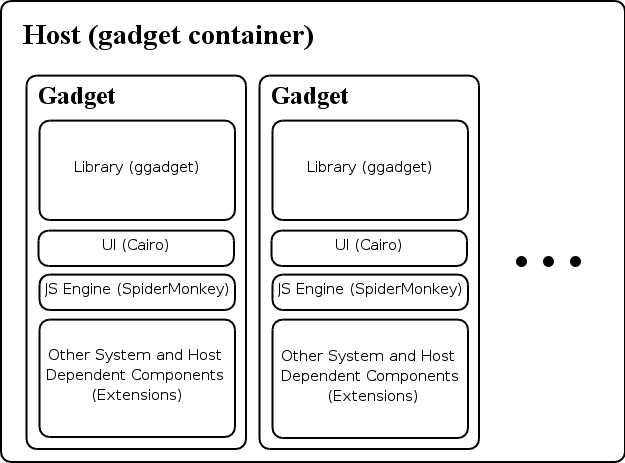 Host (gadget container)
Gadget
Library (ggadget)
UI (Cairo)
JS Engine (SpiderMonkey)
Other System and Host
Dependent Components
(Extensions)
Gadget
Library (ggadget)
UI (Cairo)
JS Engine (SpiderMonkey)
Other System and Host
Dependent Components
(Extensions)